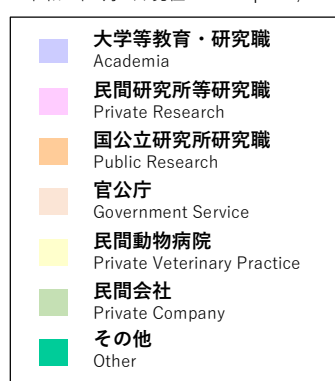 大学等教育・研究職
Academia
民間研究所等研究職
Private Research
国公立研究所研究職
Public Research
官公庁
Government Service
民間動物病院
Private Veterinary Practice
民間会社
Private Company
その他
Other